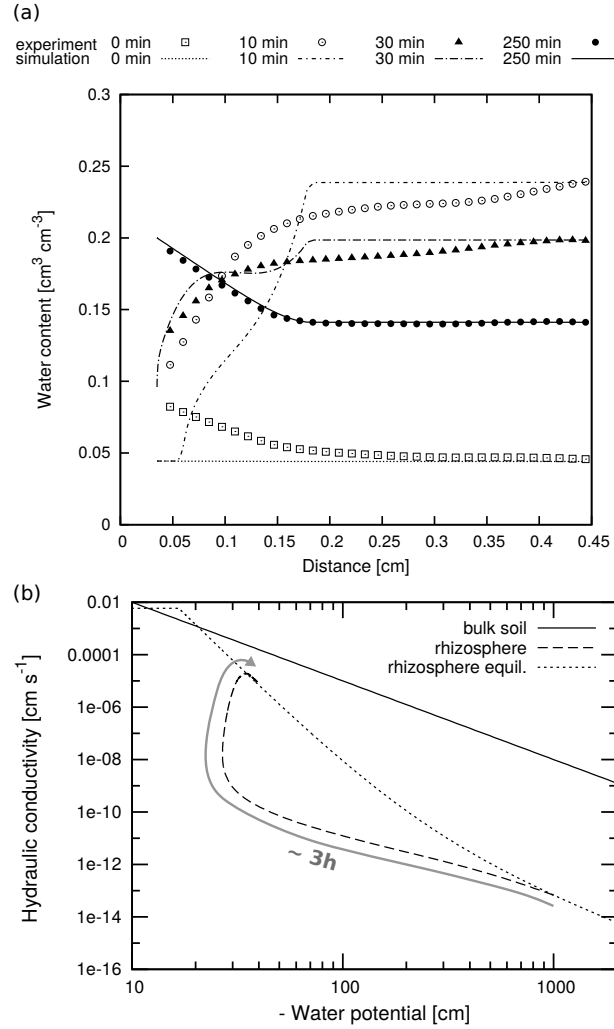 (a)
experiment 0 min 10 min 30 min 250 min
simulation 0 min 10 min 30 min 250 min
0.3
0.25
0.2
0.15
0.1
0.05
0
Water content [cm³ cm⁻³]
0 0.05 0.1 0.15 0.2 0.25 0.3 0.35 0.4 0.45
Distance [cm]
(b)
0.01
0.0001
1e-06
1e-08
1e-10
1e-12
1e-14
1e-16
Hydraulic conductivity [cm s⁻¹]
bulk soil
rhizosphere
rhizosphere equil.
~ 3h
10 100 1000
- Water potential [cm]